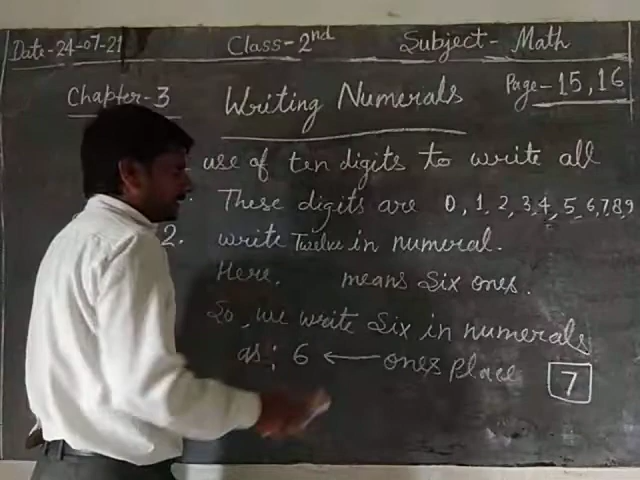 Date-24-07-21 Class-2nd Subject- Math
Chapter-3 Writing Numerals Page-15,16
use of ten digits to write all
These digits are 0, 1, 2, 3, 4, 5, 6, 7, 8, 9
2. write Twelve in numeral.
Here. means Six ones.
So, we write Six in numerals
as: 6 ← ones place
7